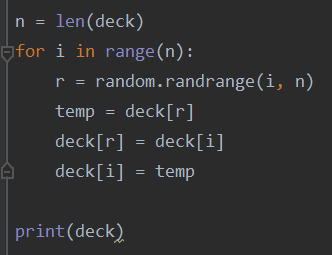 n = len(deck)
for i in range(n):
    r = random.randrange(i, n)
    temp = deck[r]
    deck[r] = deck[i]
    deck[i] = temp

print(deck)